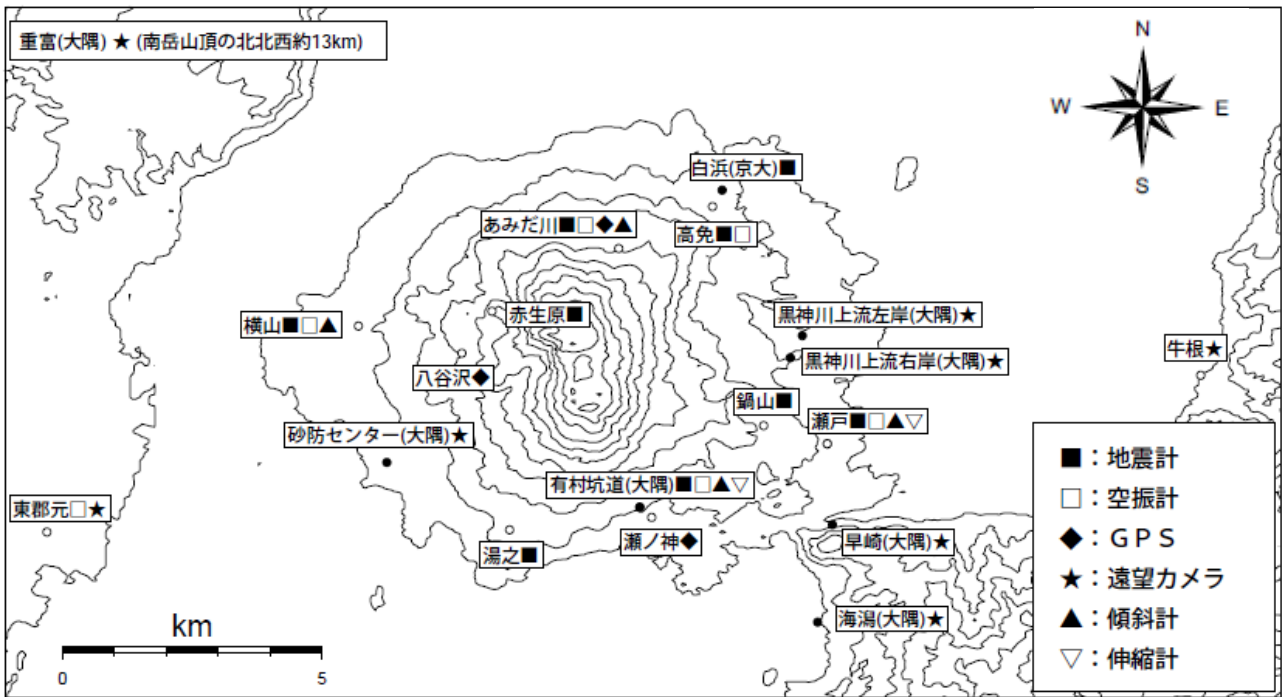 重富(大隅) ★ (南岳山頂の北北西約13km)
N
W
E
S
白浜(京大)■
あみだ川■□◆▲
高免■□
赤生原■
横山■□▲
黒神川上流左岸(大隅)★
黒神川上流右岸(大隅)★
牛根★
八谷沢◆
鍋山■
瀬戸■□▲▽
砂防センター(大隅)★
有村坑道(大隅)■□▲▽
東郡元□★
湯之■
瀬ノ神◆
早崎(大隅)★
海潟(大隅)★
km
0 5
■：地震計
□：空振計
◆：ＧＰＳ
★：遠望カメラ
▲：傾斜計
▽：伸縮計